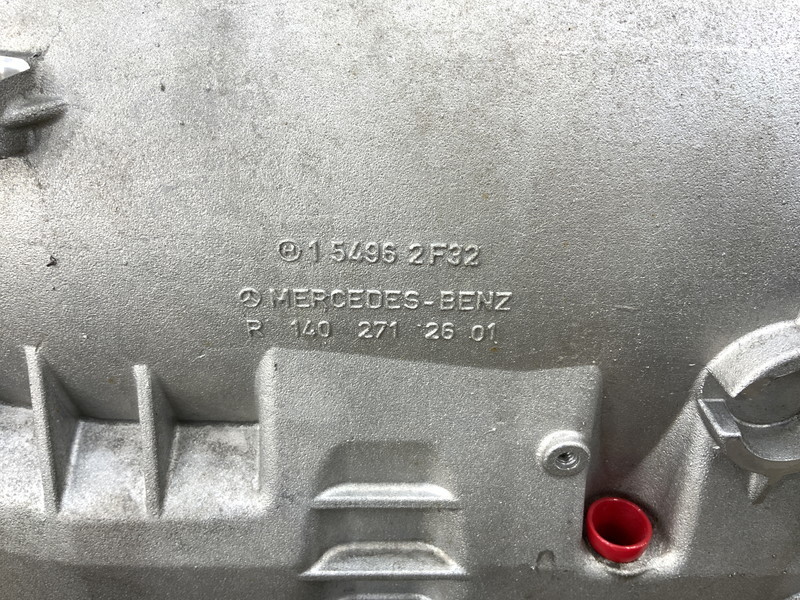 1 5496 2F32
MERCEDES-BENZ
R 140 271 26 01